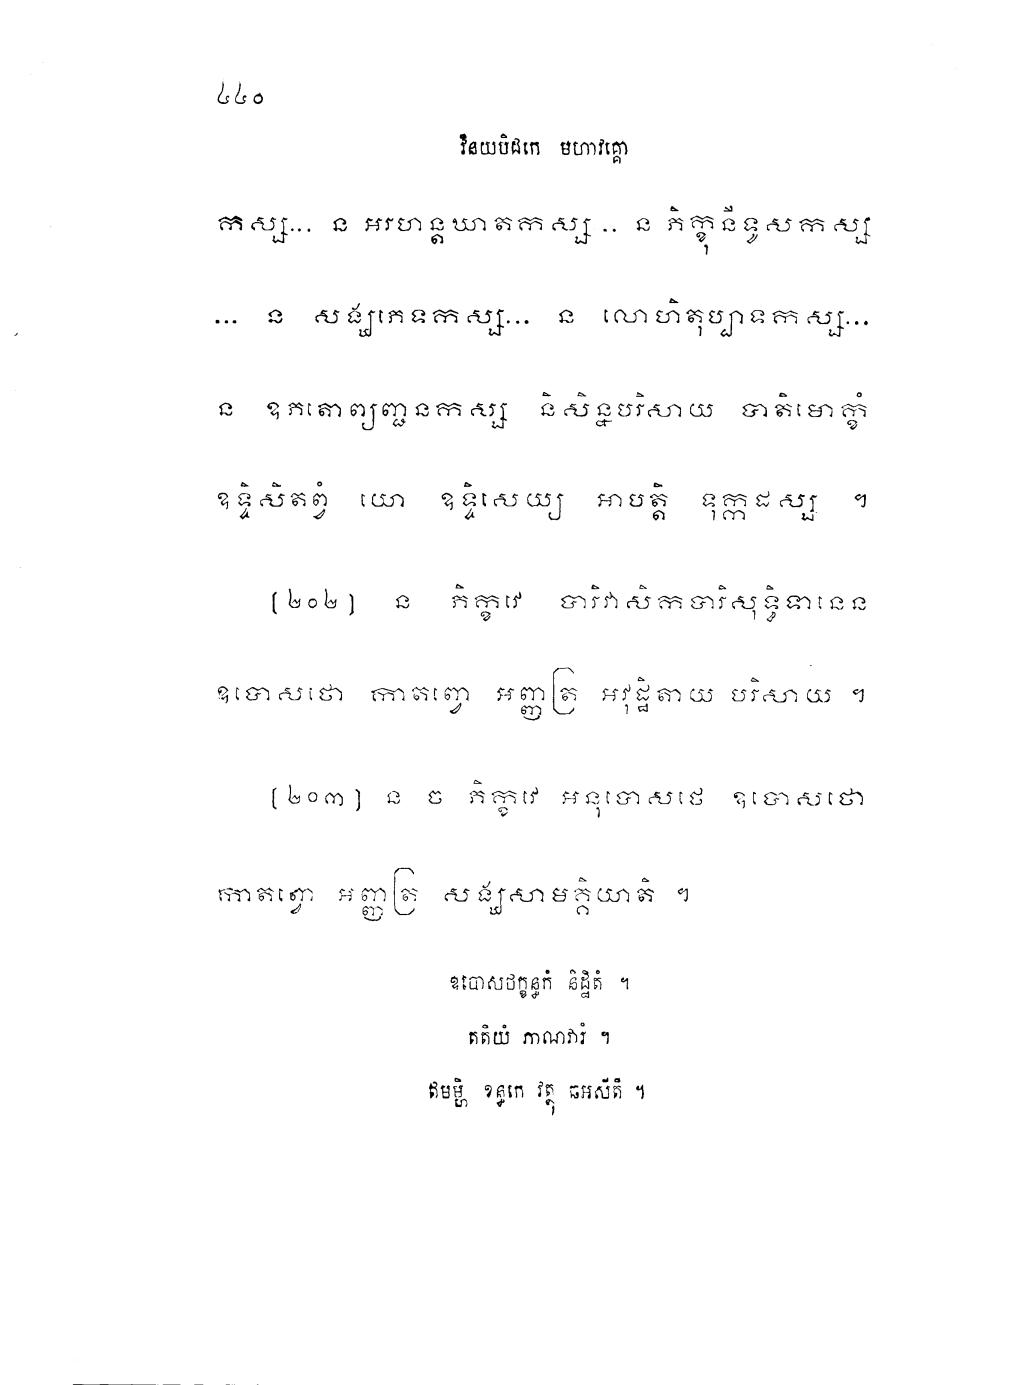 ៤៤០
វិនយបិដកេ មហាវគ្គោ
កស្ស... ន អរហន្តឃាតកស្ស .. ន ភិក្ខុនីទូសកស្ស
... ន សង្ឃភេទកស្ស... ន លោហិតុប្បាទកស្ស...
ន ឧភតោព្យញ្ជនកស្ស និសិន្នបរិសាយ បាតិមោក្ខំ
ឧទ្ទិសិតព្វំ យោ ឧទ្ទិសេយ្យ អាបត្តិ ទុក្កដស្ស ។
[២០២] ន ភិក្ខវេ បារិវាសិកបារិសុទ្ធិទានេន
ឧបោសថោ កាតព្វោ អញ្ញត្រ អវុដ្ឋិតាយ បរិសាយ ។
[២០៣] ន ច ភិក្ខវេ អនុបោសថេ ឧបោសថោ
កាតព្វោ អញ្ញត្រ សង្ឃសាមគ្គិយាតិ ។
ឧបោសថក្ខន្ធកំ និដ្ឋិតំ ។
តតិយំ ភាណវារំ ។
ឥមម្ហិ ខន្ធកេ វត្ថុ ឆអសីតិ ។